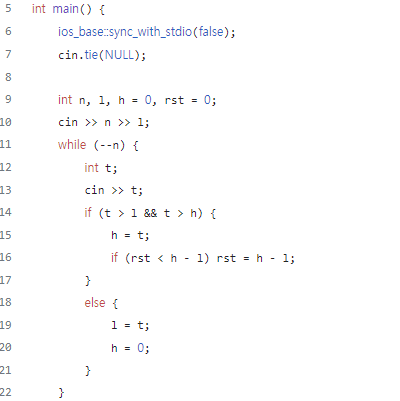 5 int main() {
6 ios_base::sync_with_stdio(false);
7 cin.tie(NULL);
8
9 int n, l, h = 0, rst = 0;
10 cin >> n >> l;
11 while (--n) {
12 int t;
13 cin >> t;
14 if (t > l && t > h) {
15 h = t;
16 if (rst < h - l) rst = h - l;
17 }
18 else {
19 l = t;
20 h = 0;
21 }
22 }